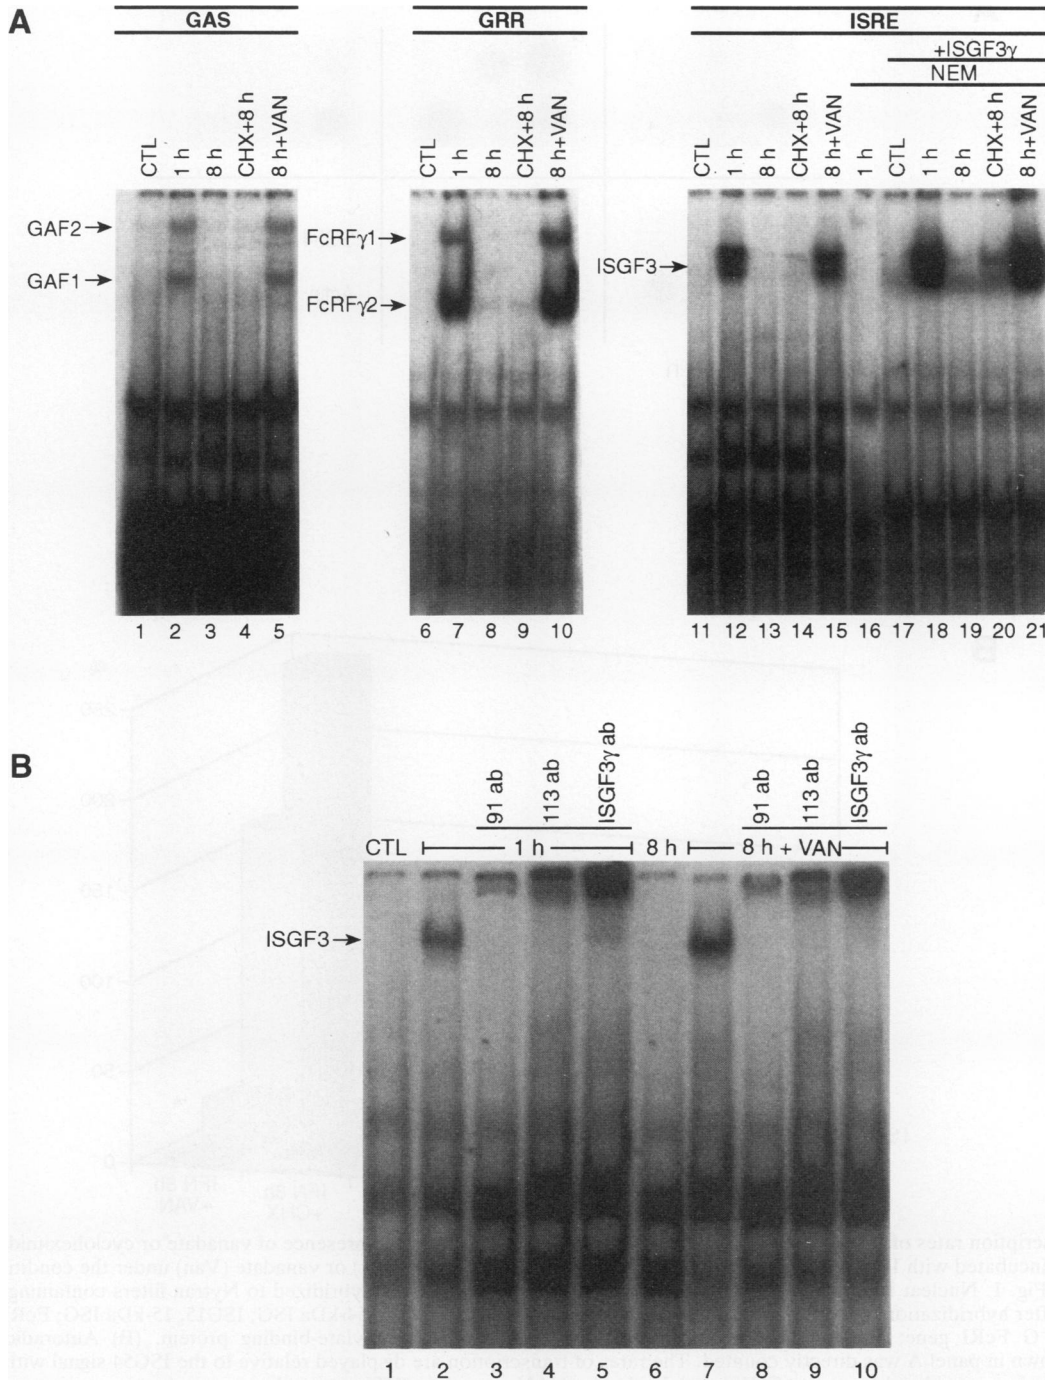 A
GAS GRR ISRE
+ISGF3γ
NEM
CTL 1 h 8 h CHX+8 h 8 h+VAN
CTL 1 h 8 h CHX+8 h 8 h+VAN
CTL 1 h 8 h CHX+8 h 8 h+VAN 1 h CTL 1 h 8 h CHX+8 h 8 h+VAN
GAF2
GAF1
FcRFγ1
FcRFγ2
ISGF3
1 2 3 4 5 6 7 8 9 10 11 12 13 14 15 16 17 18 19 20 21
B
91 ab 113 ab ISGF3γ ab 91 ab 113 ab ISGF3γ ab
CTL 1 h 8 h 8 h + VAN
ISGF3
1 2 3 4 5 6 7 8 9 10